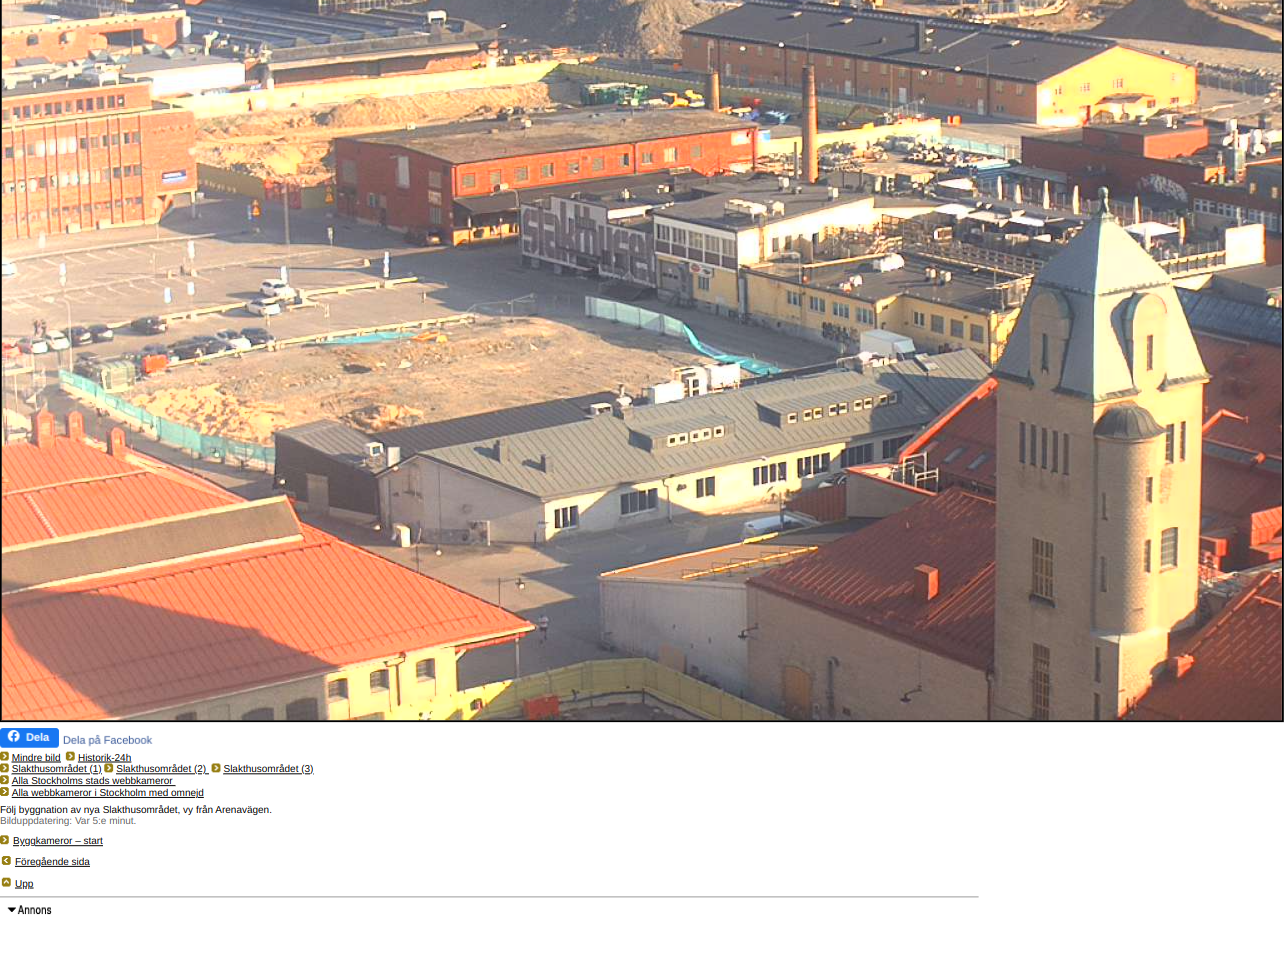 Slakthuset
Dela Dela på Facebook
Mindre bild Historik-24h
Slakthusområdet (1) Slakthusområdet (2) Slakthusområdet (3)
Alla Stockholms stads webbkameror
Alla webbkameror i Stockholm med omnejd
Följ byggnation av nya Slakthusområdet, vy från Arenavägen.
Bilduppdatering: Var 5:e minut.
Byggkameror – start
Föregående sida
Upp
Annons